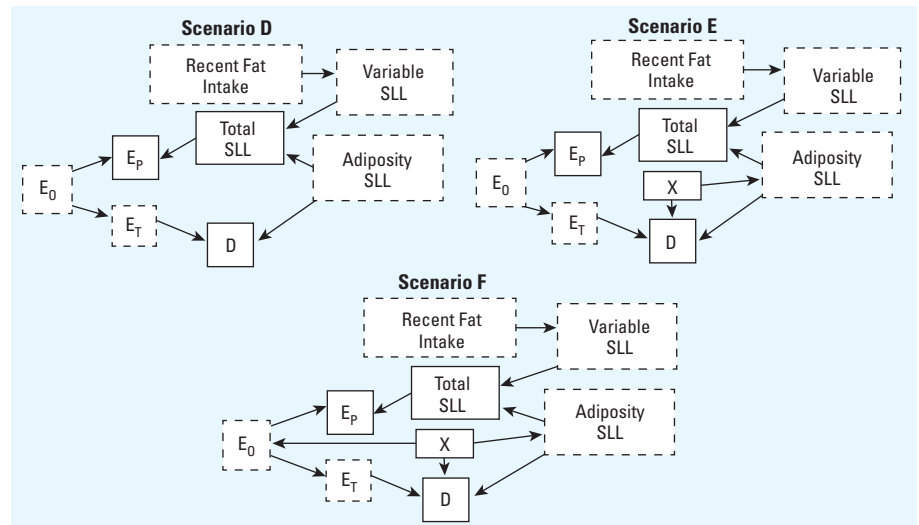 Scenario D
Recent Fat
Intake
Variable
SLL
Total
SLL
E_P
Adiposity
SLL
E_0
E_T
D
Scenario E
Recent Fat
Intake
Variable
SLL
Total
SLL
E_P
Adiposity
SLL
E_0
X
E_T
D
Scenario F
Recent Fat
Intake
Variable
SLL
Total
SLL
E_P
Adiposity
SLL
E_0
X
E_T
D